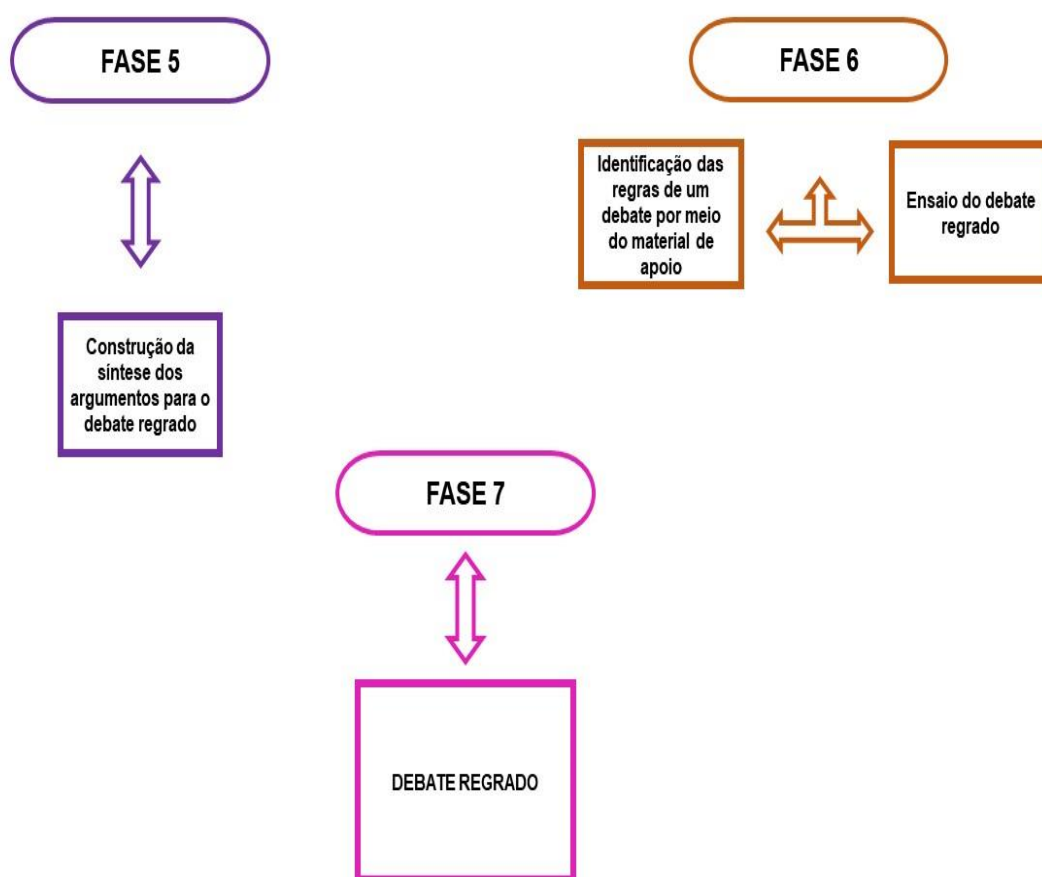 FASE 5
Construção da
síntese dos
argumentos para o
debate regrado
FASE 6
Identificação das
regras de um
debate por meio
do material de
apoio
Ensaio do debate
regrado
FASE 7
DEBATE REGRADO